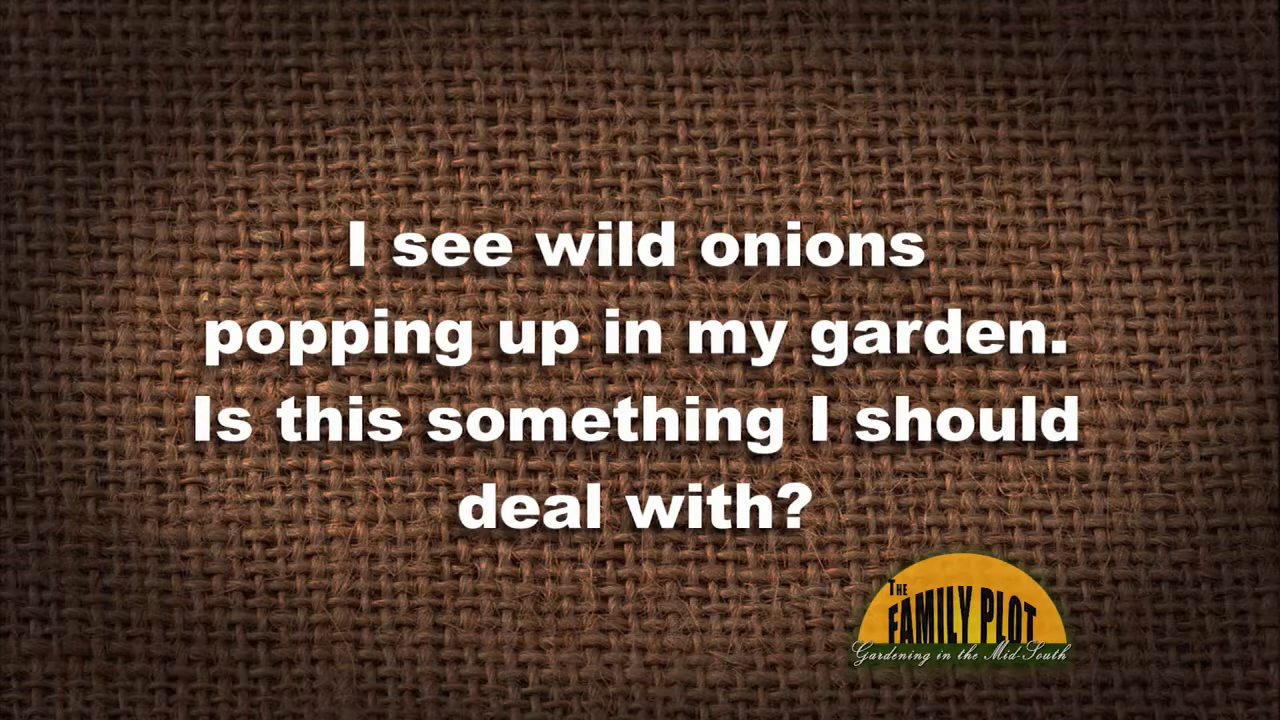 I see wild onions
popping up in my garden.
Is this something I should
deal with?
THE
FAMILY PLOT
Gardening in the Mid-South